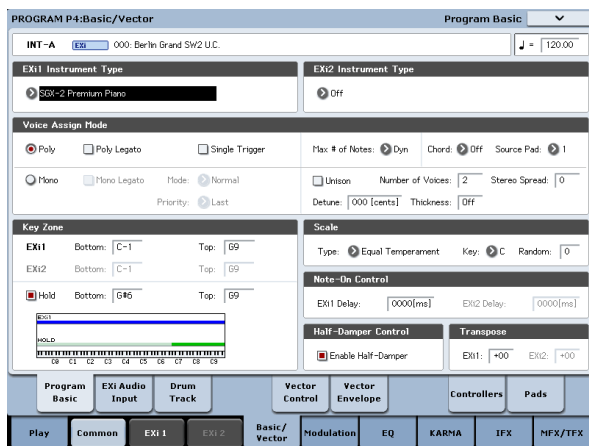 PROGRAM P4:Basic/Vector Program Basic
INT-A EXi 000: Berlin Grand SW2 U.C. ♩ = 120.00
EXi1 Instrument Type EXi2 Instrument Type
SGX-2 Premium Piano Off
Voice Assign Mode
Poly Poly Legato Single Trigger Max # of Notes: Dyn Chord: Off Source Pad: 1
Mono Mono Legato Mode: Normal Unison Number of Voices: 2 Stereo Spread: 0
Priority: Last Detune: 000 [cents] Thickness: Off
Key Zone Scale
EXi1 Bottom: C-1 Top: G9 Type: Equal Temperament Key: C Random: 0
EXi2 Bottom: C-1 Top: G9
Note-On Control
Hold Bottom: G#6 Top: G9 EXi1 Delay: 0000[ms] EXi2 Delay: 0000[ms]
EXi1
Half-Damper Control Transpose
HOLD
Enable Half-Damper EXi1: +00 EXi2: +00
C0 C1 C2 C3 C4 C5 C6 C7 C8 C9
Program Basic EXi Audio Input Drum Track Vector Control Vector Envelope Controllers Pads
Play Common EXi 1 EXi 2 Basic/Vector Modulation EQ KARMA IFX MFX/TFX